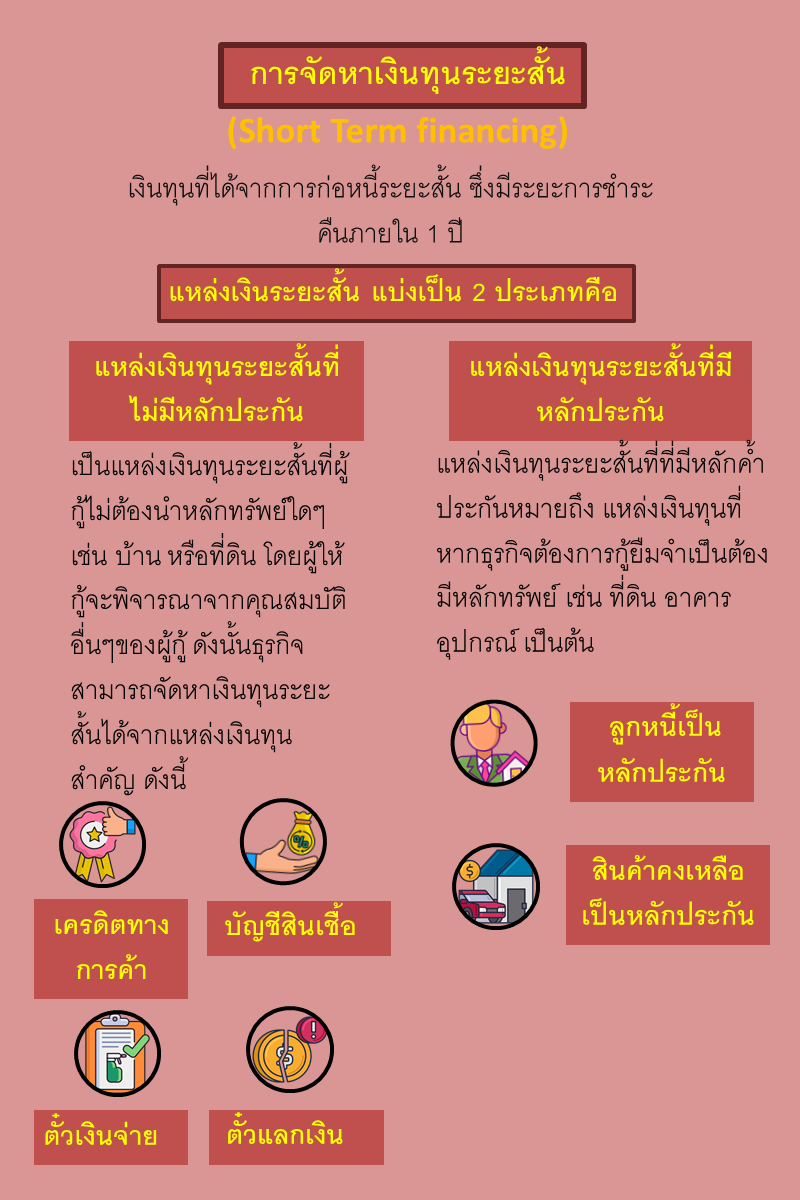 การจัดหาเงินทุนระยะสั้น
(Short Term financing)
เงินทุนที่ได้จากการก่อหนี้ระยะสั้น ซึ่งมีระยะการชำระ
คืนภายใน 1 ปี
แหล่งเงินระยะสั้น แบ่งเป็น 2 ประเภทคือ
แหล่งเงินทุนระยะสั้นที่
ไม่มีหลักประกัน
เป็นแหล่งเงินทุนระยะสั้นที่ผู้
กู้ไม่ต้องนำหลักทรัพย์ใดๆ
เช่น บ้าน หรือที่ดิน โดยผู้ให้
กู้จะพิจารณาจากคุณสมบัติ
อื่นๆของผู้กู้ ดังนั้นธุรกิจ
สามารถจัดหาเงินทุนระยะ
สั้นได้จากแหล่งเงินทุน
สำคัญ ดังนี้
เครดิตทาง
การค้า
บัญชีสินเชื้อ
ตั๋วเงินจ่าย
ตั๋วแลกเงิน
แหล่งเงินทุนระยะสั้นที่มี
หลักประกัน
แหล่งเงินทุนระยะสั้นที่ที่มีหลักค้ำ
ประกันหมายถึง แหล่งเงินทุนที่
หากธุรกิจต้องการกู้ยืมจำเป็นต้อง
มีหลักทรัพย์ เช่น ที่ดิน อาคาร
อุปกรณ์ เป็นต้น
ลูกหนี้เป็น
หลักประกัน
สินค้าคงเหลือ
เป็นหลักประกัน